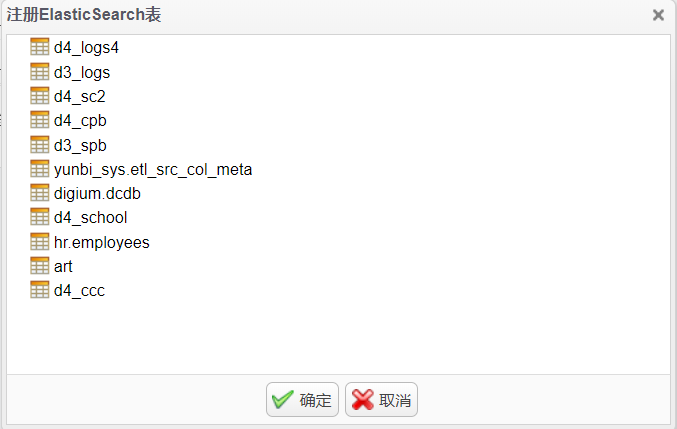 注册ElasticSearch表
d4_logs4
d3_logs
d4_sc2
d4_cpb
d3_spb
yunbi_sys.etl_src_col_meta
digium.dcdb
d4_school
hr.employees
art
d4_ccc
确定 取消